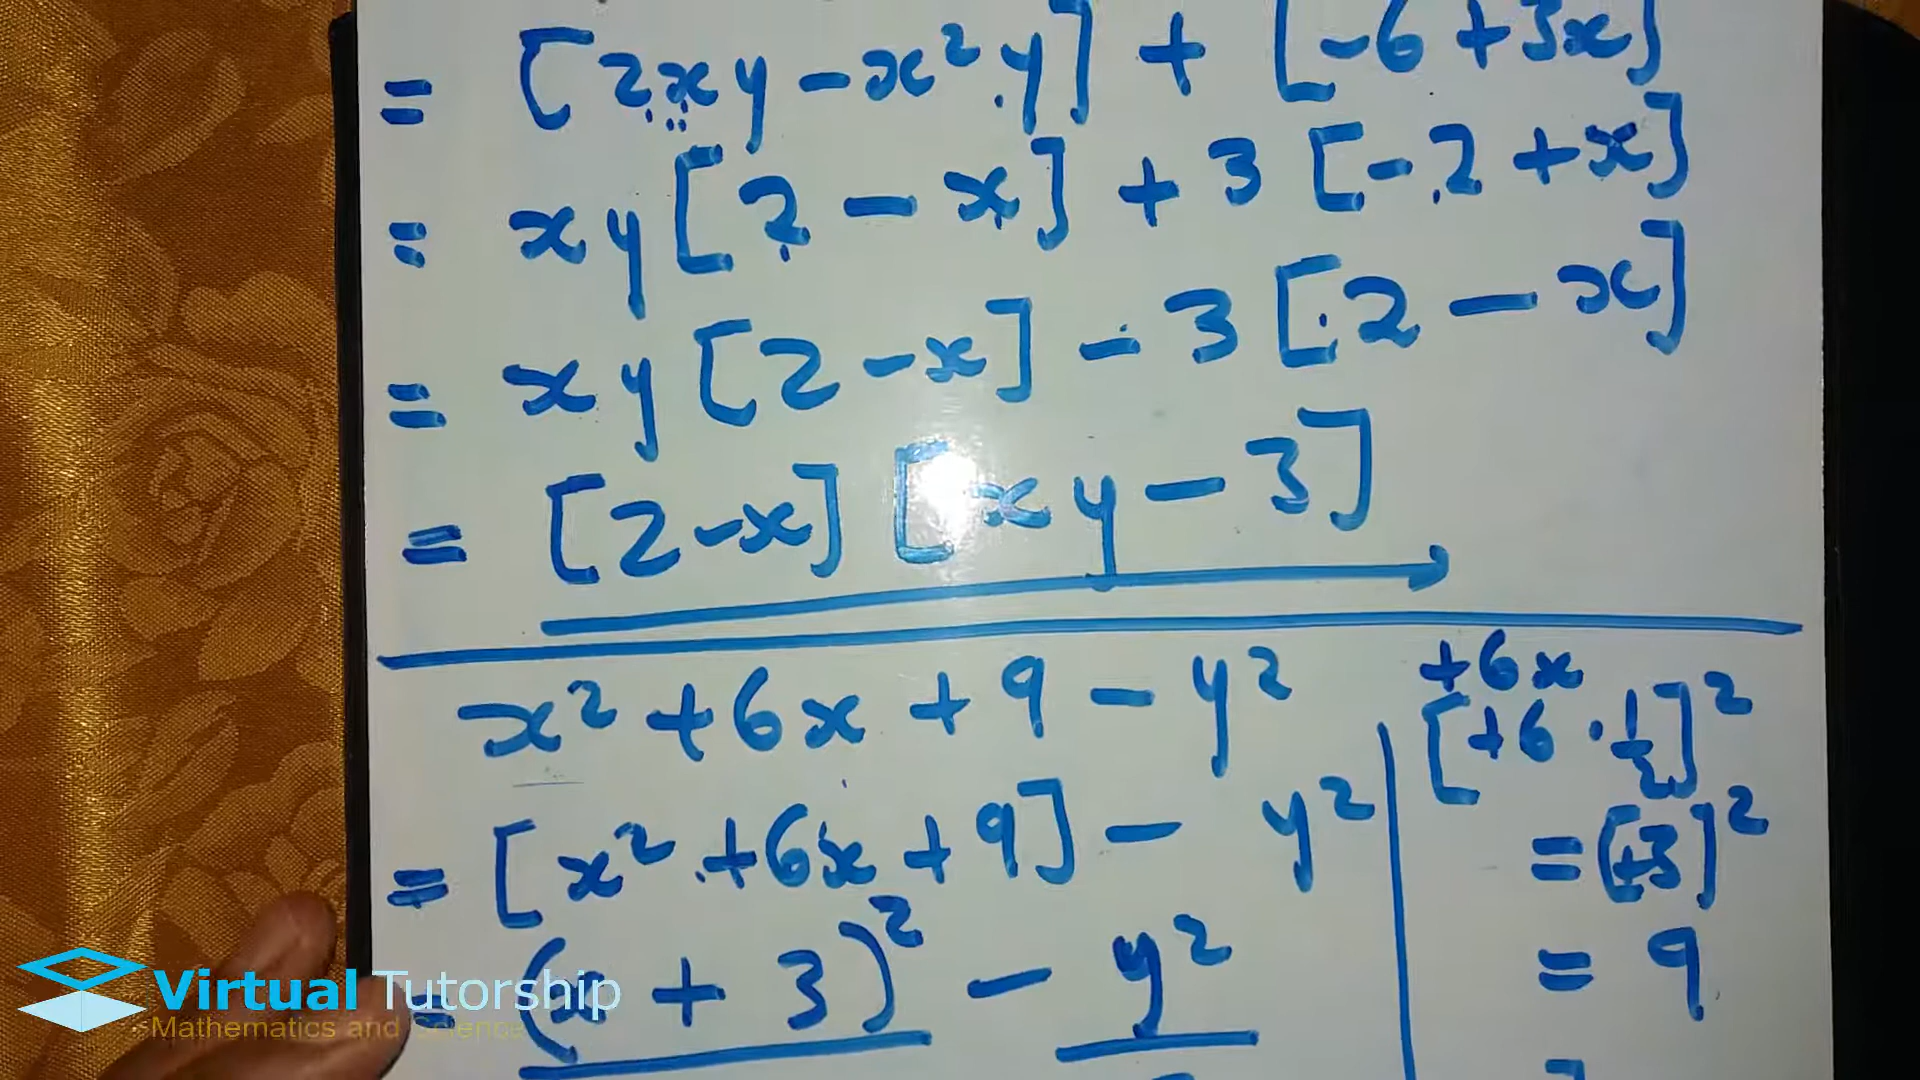 = [2xy - x² y] + [-6 + 3x]
= xy [2 - x] + 3 [-2 + x]
= xy [2 - x] - 3 [2 - x]
= [2 - x] [xy - 3]
x² + 6x + 9 - y²
= [x² + 6x + 9] - y²
= (x + 3)² - y²
+6x
[+6 · 1/2]²
= [+3]²
= 9
Virtual Tutorship
Mathematics and Science